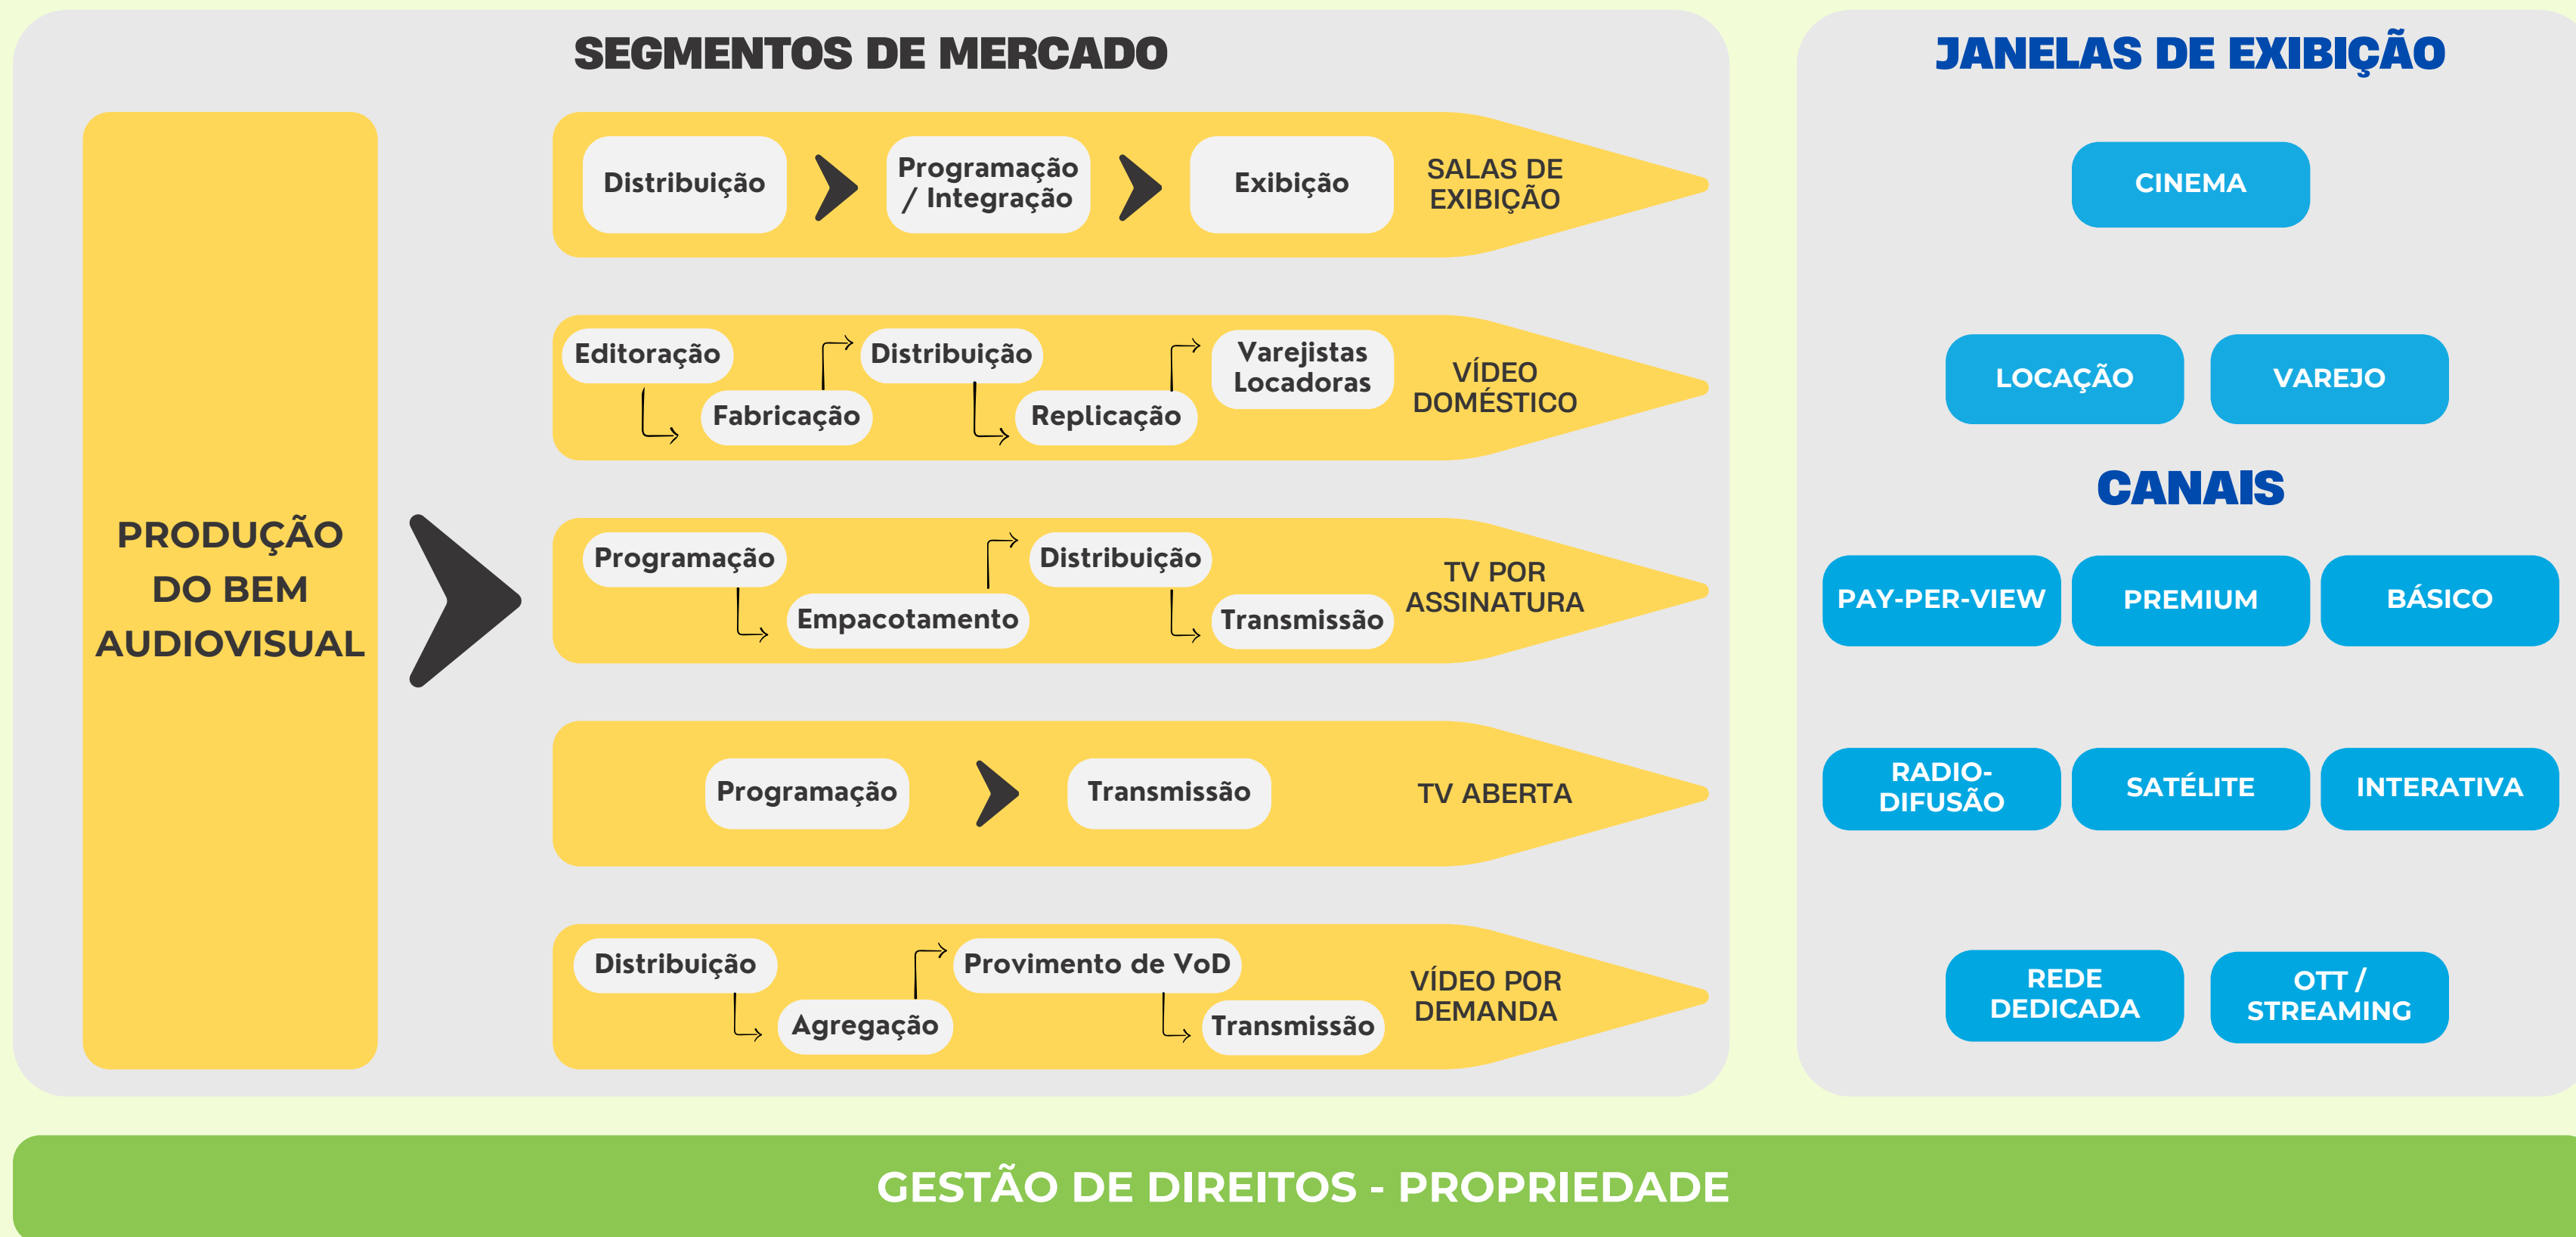 SEGMENTOS DE MERCADO
PRODUÇÃO
DO BEM
AUDIOVISUAL
Distribuição
Programação
/ Integração
Exibição
SALAS DE
EXIBIÇÃO
Editoração
Fabricação
Distribuição
Replicação
Varejistas
Locadoras
VÍDEO
DOMÉSTICO
Programação
Empacotamento
Distribuição
Transmissão
TV POR
ASSINATURA
Programação
Transmissão
TV ABERTA
Distribuição
Agregação
Provimento de VoD
Transmissão
VÍDEO POR
DEMANDA
JANELAS DE EXIBIÇÃO
CINEMA
LOCAÇÃO
VAREJO
CANAIS
PAY-PER-VIEW
PREMIUM
BÁSICO
RADIO-
DIFUSÃO
SATÉLITE
INTERATIVA
REDE
DEDICADA
OTT /
STREAMING
GESTÃO DE DIREITOS - PROPRIEDADE